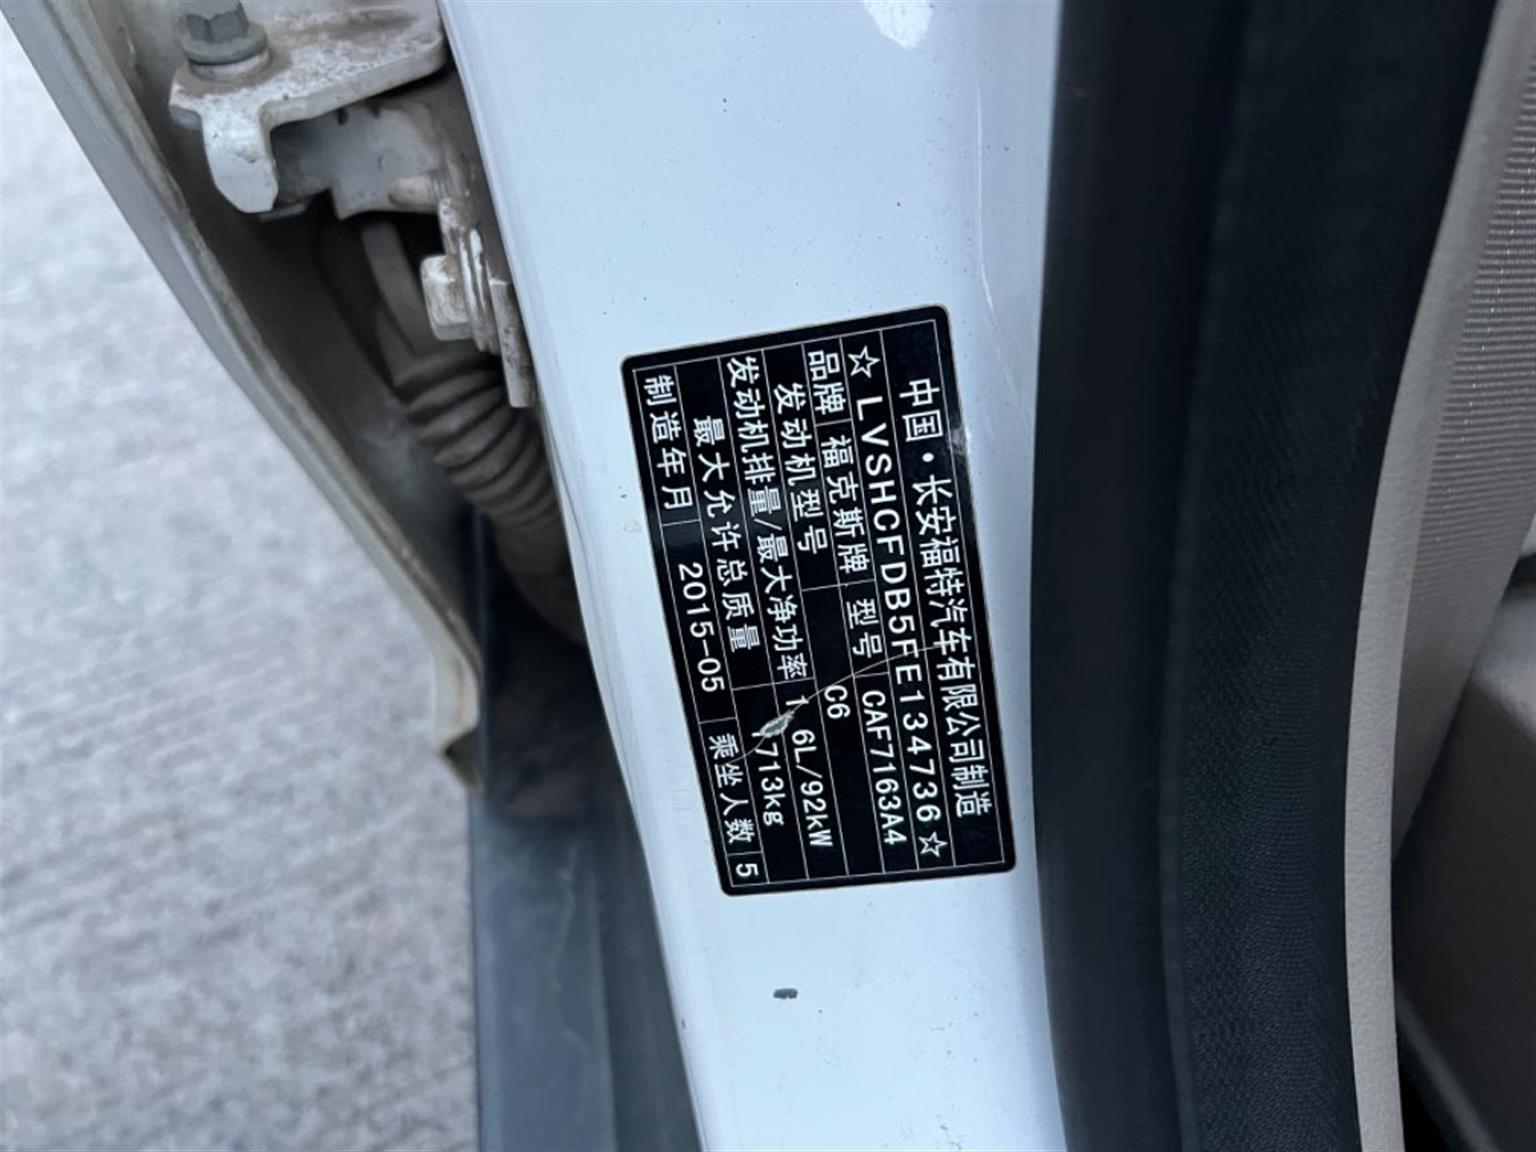 中国·长安福特汽车有限公司制造
☆LVSHCFDB5FE134736☆
品牌 福克斯牌 型号 CAF7163A4
发动机型号 C6
发动机排量/最大净功率 1.6L/92kW
最大允许总质量 1713kg
制造年月 2015-05 乘坐人数 5